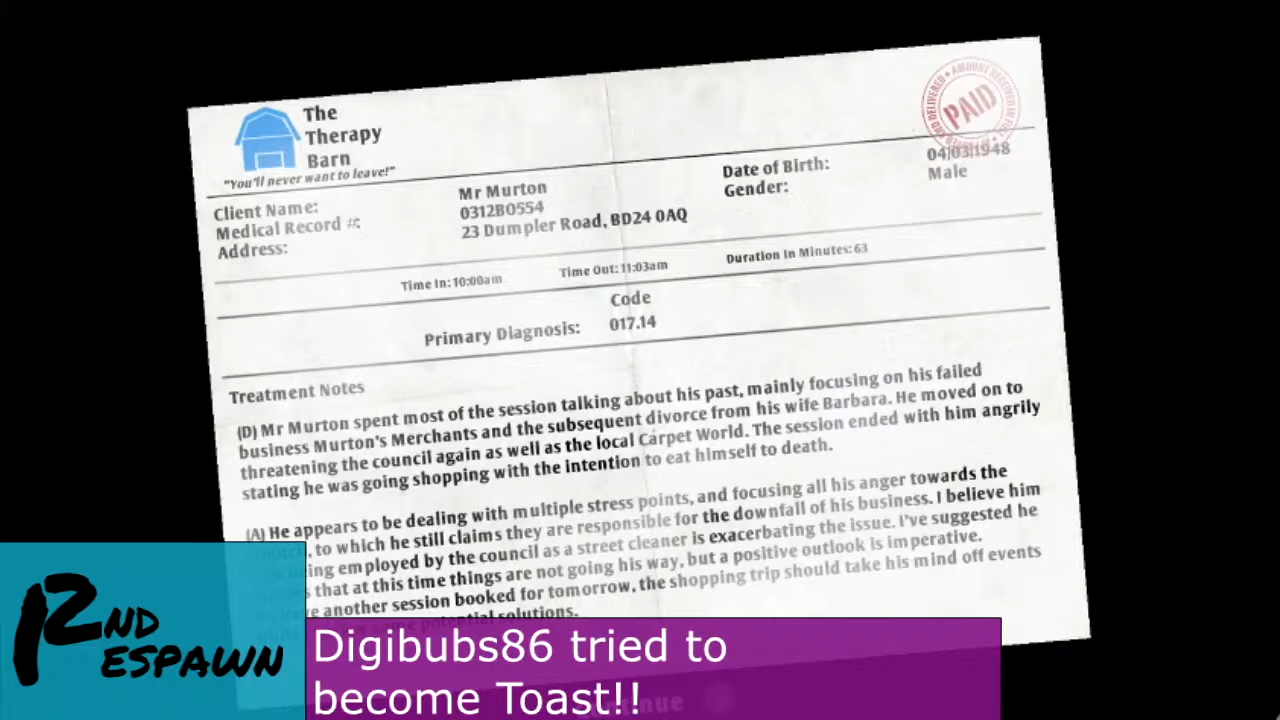 The
Therapy
Barn
"You'll never want to leave!"
AMOUNT RECEIVED IN
AND DELIVERED
PAID
Client Name: Mr Murton Date of Birth: 04/03/1948
Medical Record #: 0312BO554 Gender: Male
Address: 23 Dumpler Road, BD24 0AQ
Time In: 10:00am Time Out: 11:03am Duration In Minutes: 63
Code
Primary Diagnosis: 017.14
Treatment Notes
(D) Mr Murton spent most of the session talking about his past, mainly focusing on his failed
business Murton's Merchants and the subsequent divorce from his wife Barbara. He moved on to
threatening the council again as well as the local Carpet World. The session ended with him angrily
stating he was going shopping with the intention to eat himself to death.
(A) He appears to be dealing with multiple stress points, and focusing all his anger towards the
, to which he still claims they are responsible for the downfall of his business. I believe him
being employed by the council as a street cleaner is exacerbating the issue. I've suggested he
that at this time things are not going his way, but a positive outlook is imperative.
another session booked for tomorrow, the shopping trip should take his mind off events
potential solutions.
2ND
RESPAWN
Digibubs86 tried to
become Toast!!
Continue